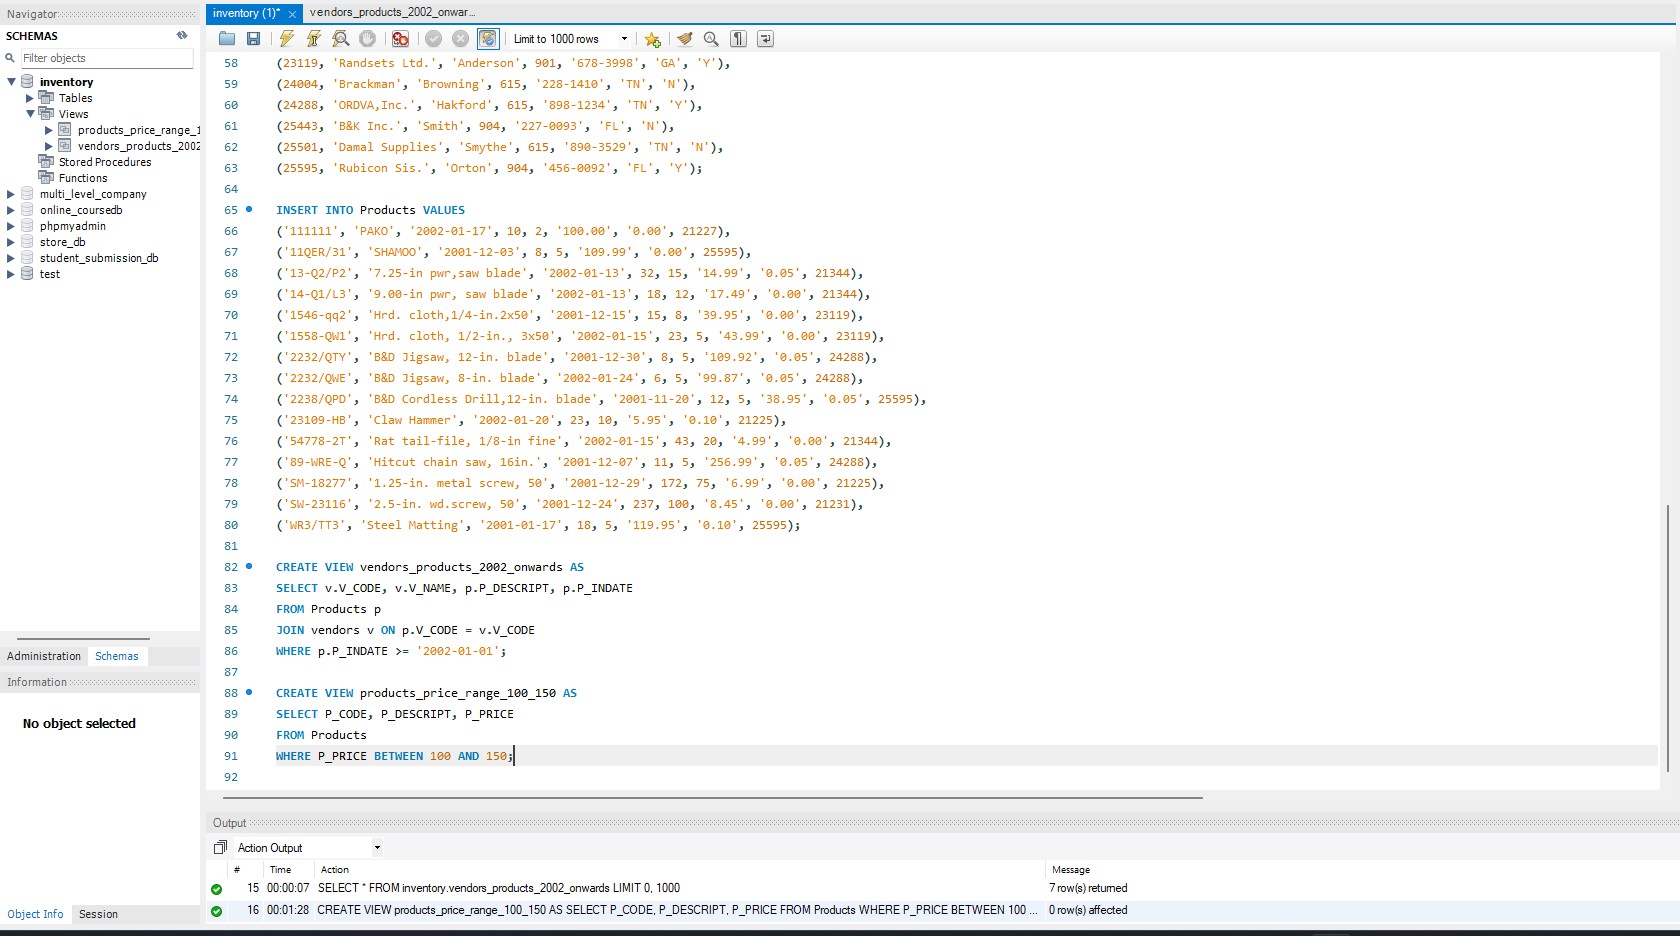 Navigator
SCHEMAS
Filter objects
inventory
Tables
Views
products_price_range_1
vendors_products_2002
Stored Procedures
Functions
multi_level_company
online_coursedb
phpmyadmin
store_db
student_submission_db
test
Administration Schemas
Information
No object selected
Object Info Session
inventory (1)* vendors_products_2002_onwar...
Limit to 1000 rows
58 (23119, 'Randsets Ltd.', 'Anderson', 901, '678-3998', 'GA', 'Y'),
59 (24004, 'Brackman', 'Browning', 615, '228-1410', 'TN', 'N'),
60 (24288, 'ORDVA,Inc.', 'Hakford', 615, '898-1234', 'TN', 'Y'),
61 (25443, 'B&K Inc.', 'Smith', 904, '227-0093', 'FL', 'N'),
62 (25501, 'Damal Supplies', 'Smythe', 615, '890-3529', 'TN', 'N'),
63 (25595, 'Rubicon Sis.', 'Orton', 904, '456-0092', 'FL', 'Y');
64
65 INSERT INTO Products VALUES
66 ('111111', 'PAKO', '2002-01-17', 10, 2, '100.00', '0.00', 21227),
67 ('11QER/31', 'SHAMOO', '2001-12-03', 8, 5, '109.99', '0.00', 25595),
68 ('13-Q2/P2', '7.25-in pwr,saw blade', '2002-01-13', 32, 15, '14.99', '0.05', 21344),
69 ('14-Q1/L3', '9.00-in pwr, saw blade', '2002-01-13', 18, 12, '17.49', '0.00', 21344),
70 ('1546-qq2', 'Hrd. cloth,1/4-in.2x50', '2001-12-15', 15, 8, '39.95', '0.00', 23119),
71 ('1558-QW1', 'Hrd. cloth, 1/2-in., 3x50', '2002-01-15', 23, 5, '43.99', '0.00', 23119),
72 ('2232/QTY', 'B&D Jigsaw, 12-in. blade', '2001-12-30', 8, 5, '109.92', '0.05', 24288),
73 ('2232/QWE', 'B&D Jigsaw, 8-in. blade', '2002-01-24', 6, 5, '99.87', '0.05', 24288),
74 ('2238/QPD', 'B&D Cordless Drill,12-in. blade', '2001-11-20', 12, 5, '38.95', '0.05', 25595),
75 ('23109-HB', 'Claw Hammer', '2002-01-20', 23, 10, '5.95', '0.10', 21225),
76 ('54778-2T', 'Rat tail-file, 1/8-in fine', '2002-01-15', 43, 20, '4.99', '0.00', 21344),
77 ('89-WRE-Q', 'Hitcut chain saw, 16in.', '2001-12-07', 11, 5, '256.99', '0.05', 24288),
78 ('SM-18277', '1.25-in. metal screw, 50', '2001-12-29', 172, 75, '6.99', '0.00', 21225),
79 ('SW-23116', '2.5-in. wd.screw, 50', '2001-12-24', 237, 100, '8.45', '0.00', 21231),
80 ('WR3/TT3', 'Steel Matting', '2001-01-17', 18, 5, '119.95', '0.10', 25595);
81
82 CREATE VIEW vendors_products_2002_onwards AS
83 SELECT v.V_CODE, v.V_NAME, p.P_DESCRIPT, p.P_INDATE
84 FROM Products p
85 JOIN vendors v ON p.V_CODE = v.V_CODE
86 WHERE p.P_INDATE >= '2002-01-01';
87
88 CREATE VIEW products_price_range_100_150 AS
89 SELECT P_CODE, P_DESCRIPT, P_PRICE
90 FROM Products
91 WHERE P_PRICE BETWEEN 100 AND 150;
92
Output
Action Output
# Time Action Message
15 00:00:07 SELECT * FROM inventory.vendors_products_2002_onwards LIMIT 0, 1000 7 row(s) returned
16 00:01:28 CREATE VIEW products_price_range_100_150 AS SELECT P_CODE, P_DESCRIPT, P_PRICE FROM Products WHERE P_PRICE BETWEEN 100 ... 0 row(s) affected